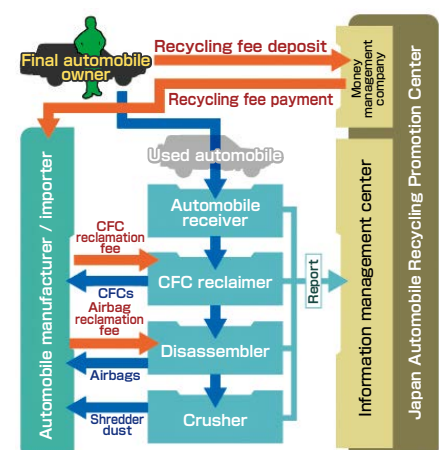 Final automobile
owner
Recycling fee deposit
Recycling fee payment
Money
management
company
Japan Automobile Recycling Promotion Center
Used automobile
Automobile manufacturer / importer
Automobile
receiver
CFC
reclamation
fee
CFC reclaimer
CFCs
Report
Information management center
Airbag
reclamation
fee
Disassembler
Airbags
Crusher
Shredder
dust